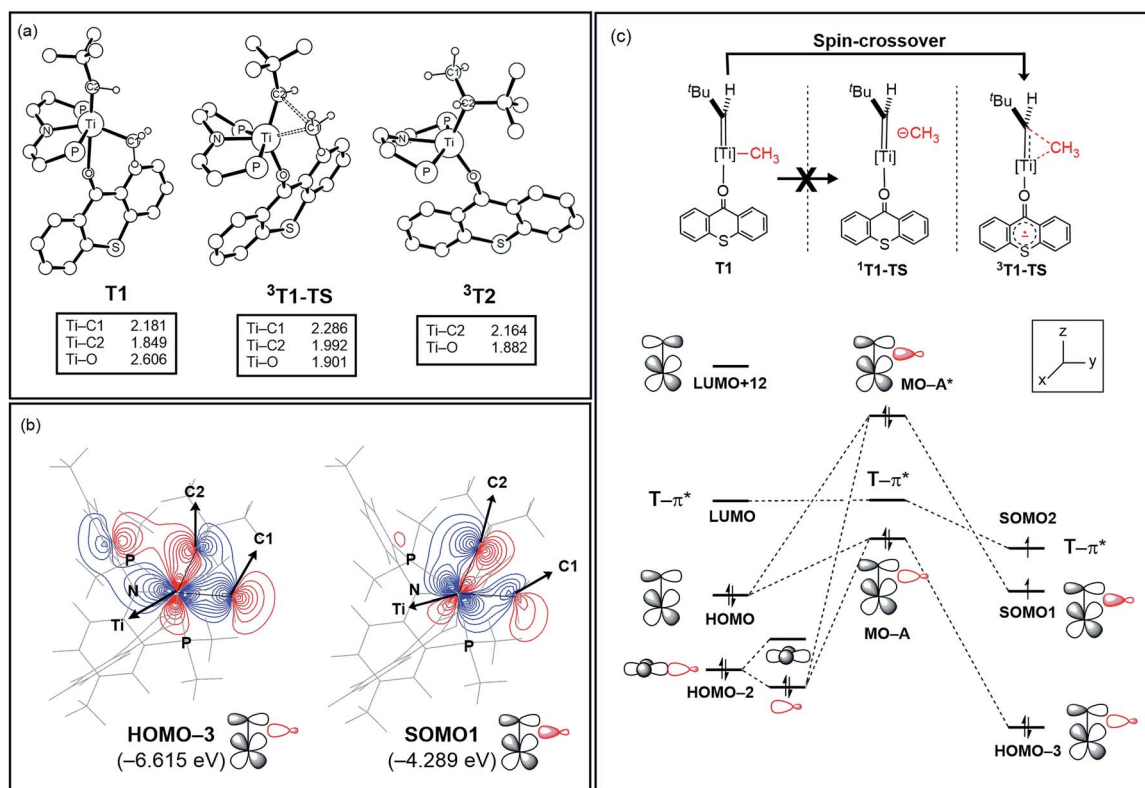 (a)
C2
P
N
Ti
C1
P
O
S
T1
Ti–C1 2.181
Ti–C2 1.849
Ti–O 2.606
C2
P
N
Ti
C1
P
O
S
³T1-TS
Ti–C1 2.286
Ti–C2 1.992
Ti–O 1.901
C1
C2
P
N
Ti
P
O
S
³T2
Ti–C2 2.164
Ti–O 1.882
(b)
C2
C1
P
N
Ti
P
HOMO–3
(–6.615 eV)
C2
C1
P
N
Ti
P
SOMO1
(–4.289 eV)
(c)
Spin-crossover
ᵗBu
H
[Ti]
CH₃
O
S
T1
ᵗBu
H
⊖CH₃
[Ti]
O
S
¹T1-TS
ᵗBu
H
CH₃
[Ti]
O
S
³T1-TS
z
y
x
LUMO+12
MO–A*
T–π*
LUMO
T–π*
SOMO2
T–π*
HOMO
SOMO1
MO–A
HOMO–2
HOMO–3